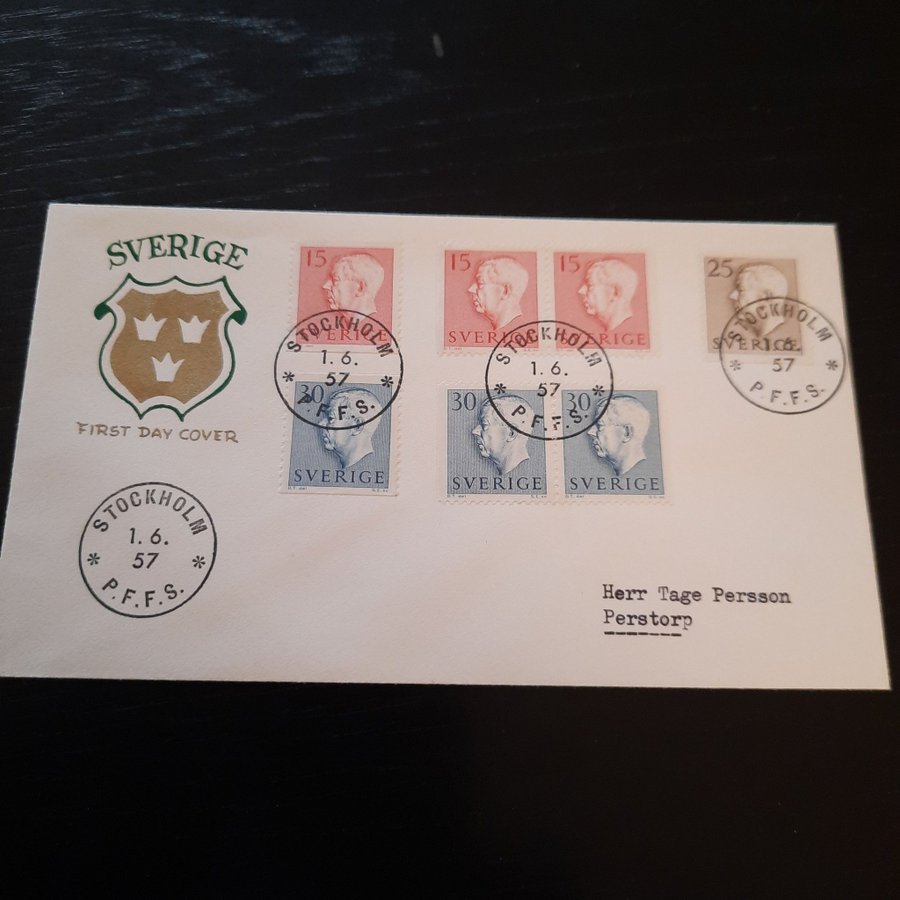 SVERIGE
FIRST DAY COVER
15
15
SVERIGE
15
SVERIGE
25
SVERIGE
STOCKHOLM
1. 6.
57
* P.F.F.S. *
STOCKHOLM
1. 6.
57
* P.F.F.S. *
STOCKHOLM
1. 6.
57
* P.F.F.S. *
30
SVERIGE
30
SVERIGE
30
SVERIGE
STOCKHOLM
1. 6.
57
* P.F.F.S. *
Herr Tage Persson
Perstorp